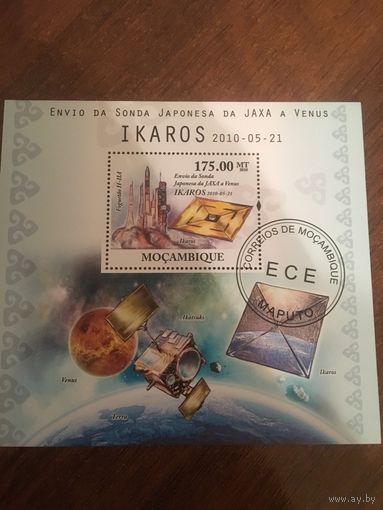 ENVIO DA SONDA JAPONESA DA JAXA A VENUS
IKAROS 2010-05-21
175.00 MT
2010
Envio da Sonda
Japonesa da JAXA a Venus
IKAROS 2010-05-21
Foguetão H-IIA
Ikaros
MOÇAMBIQUE
CORREIOS DE MOÇAMBIQUE
ECE
MAPUTO
Akatsuki
Venus
Terra
Ikaros
www.ay.by